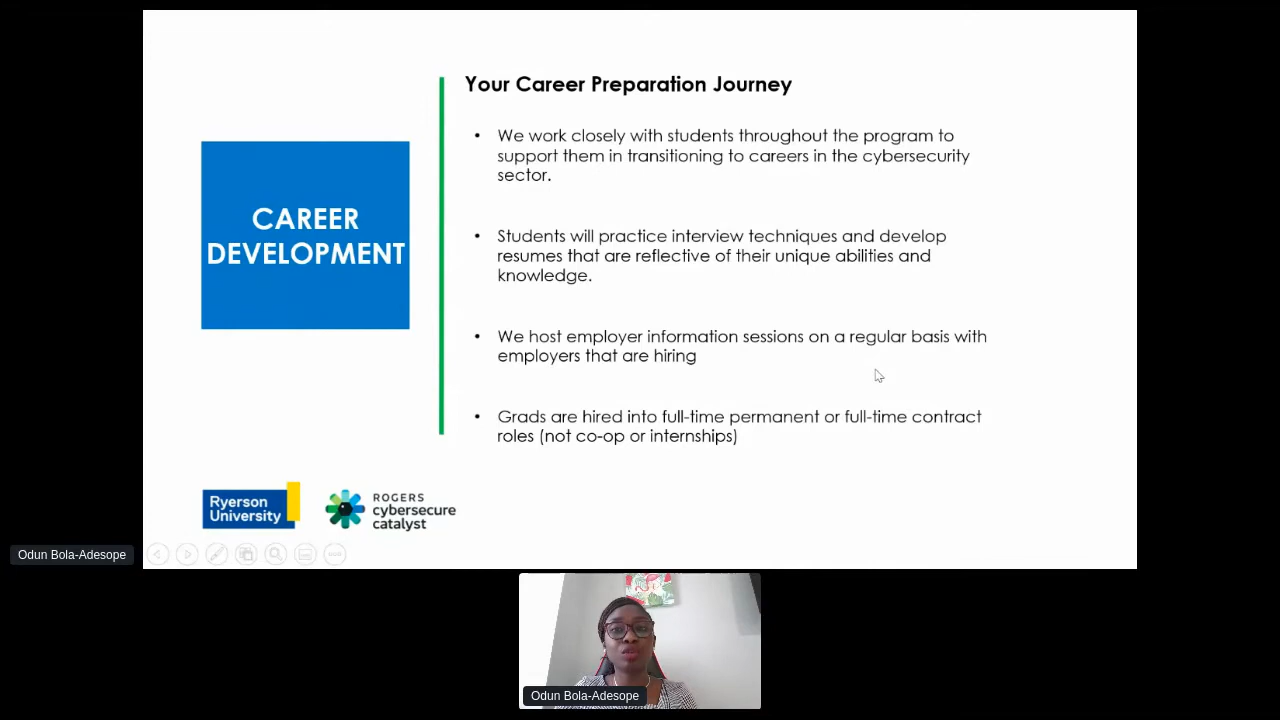 Your Career Preparation Journey
• We work closely with students throughout the program to
support them in transitioning to careers in the cybersecurity
sector.
CAREER
DEVELOPMENT
• Students will practice interview techniques and develop
resumes that are reflective of their unique abilities and
knowledge.
• We host employer information sessions on a regular basis with
employers that are hiring
• Grads are hired into full-time permanent or full-time contract
roles (not co-op or internships)
Ryerson
University
ROGERS
cybersecure
catalyst
Odun Bola-Adesope
Odun Bola-Adesope